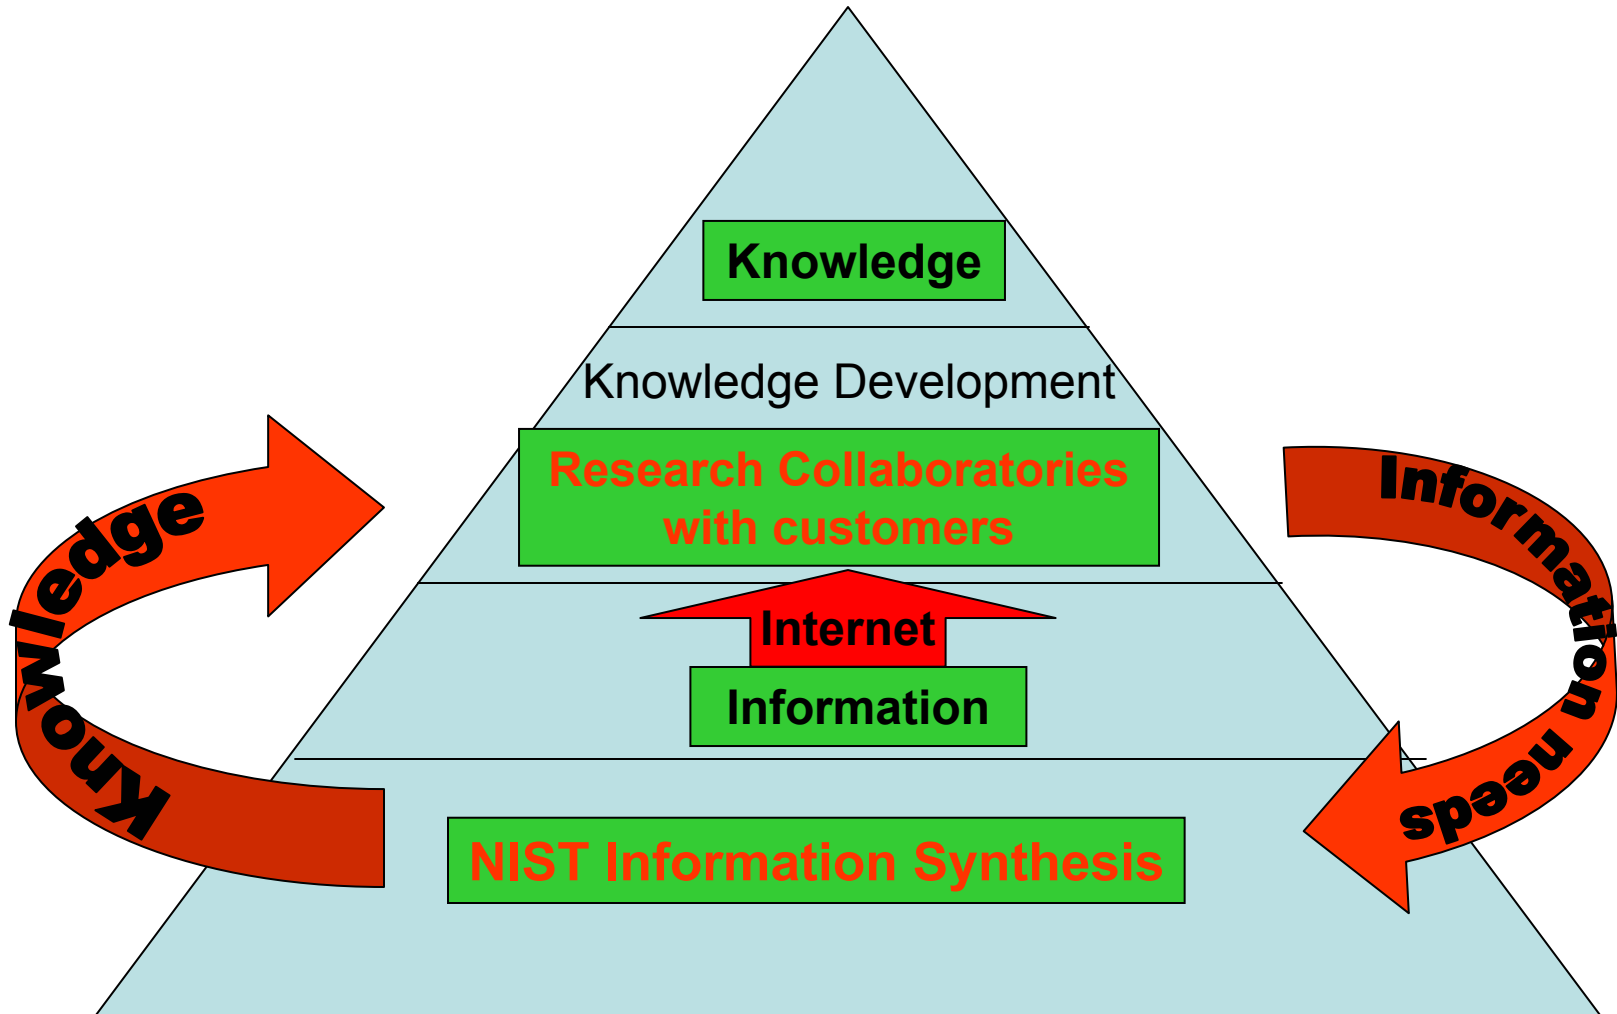 Knowledge
Knowledge Development
Research Collaboratories
with customers
Internet
Information
NIST Information Synthesis
Knowledge
Information needs